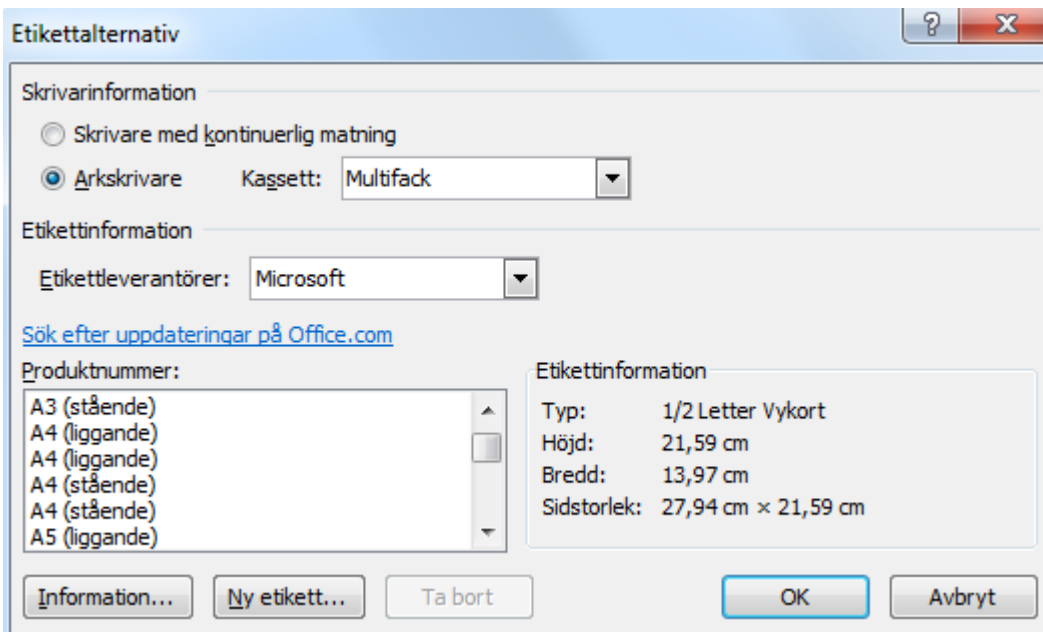 Etikettalternativ
Skrivarinformation
Skrivare med kontinuerlig matning
Arkskrivare Kassett: Multifack
Etikettinformation
Etikettleverantörer: Microsoft
Sök efter uppdateringar på Office.com
Produktnummer:
A3 (stående)
A4 (liggande)
A4 (liggande)
A4 (stående)
A4 (stående)
A5 (liggande)
Etikettinformation
Typ: 1/2 Letter Vykort
Höjd: 21,59 cm
Bredd: 13,97 cm
Sidstorlek: 27,94 cm × 21,59 cm
Information... Ny etikett... Ta bort OK Avbryt